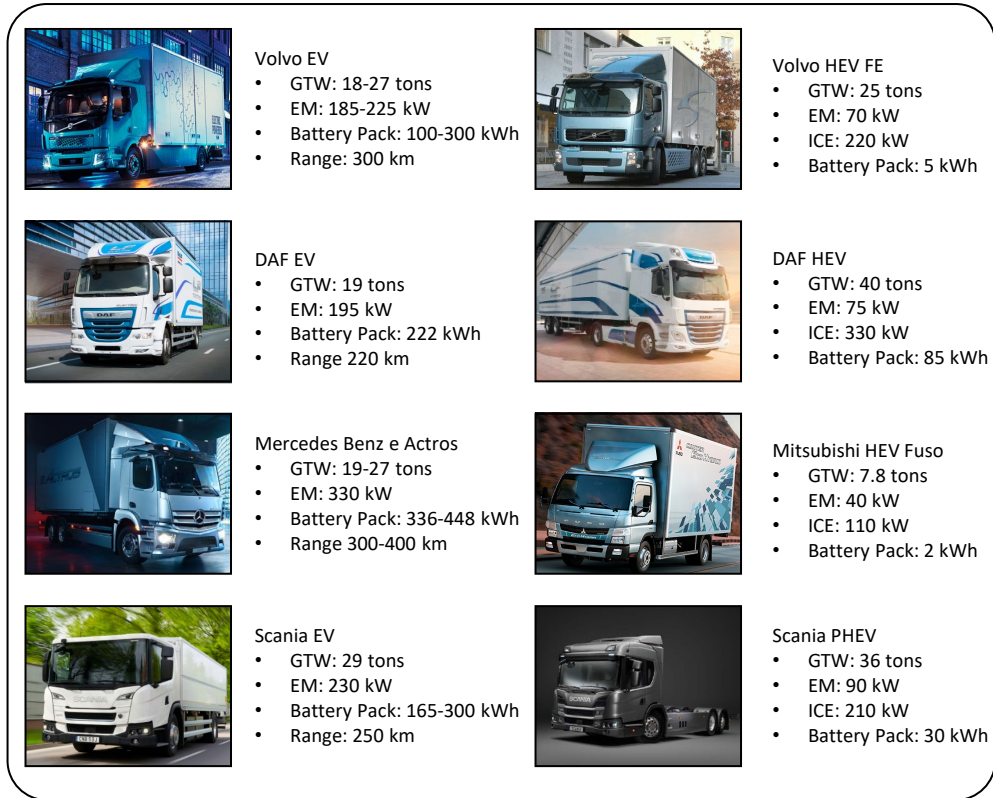 Volvo EV
• GTW: 18-27 tons
• EM: 185-225 kW
• Battery Pack: 100-300 kWh
• Range: 300 km
Volvo HEV FE
• GTW: 25 tons
• EM: 70 kW
• ICE: 220 kW
• Battery Pack: 5 kWh
DAF
DAF EV
• GTW: 19 tons
• EM: 195 kW
• Battery Pack: 222 kWh
• Range 220 km
DAF
DAF HEV
• GTW: 40 tons
• EM: 75 kW
• ICE: 330 kW
• Battery Pack: 85 kWh
Mercedes Benz e Actros
• GTW: 19-27 tons
• EM: 330 kW
• Battery Pack: 336-448 kWh
• Range 300-400 km
FUSO
Mitsubishi HEV Fuso
• GTW: 7.8 tons
• EM: 40 kW
• ICE: 110 kW
• Battery Pack: 2 kWh
SCANIA
Scania EV
• GTW: 29 tons
• EM: 230 kW
• Battery Pack: 165-300 kWh
• Range: 250 km
SCANIA
Scania PHEV
• GTW: 36 tons
• EM: 90 kW
• ICE: 210 kW
• Battery Pack: 30 kWh